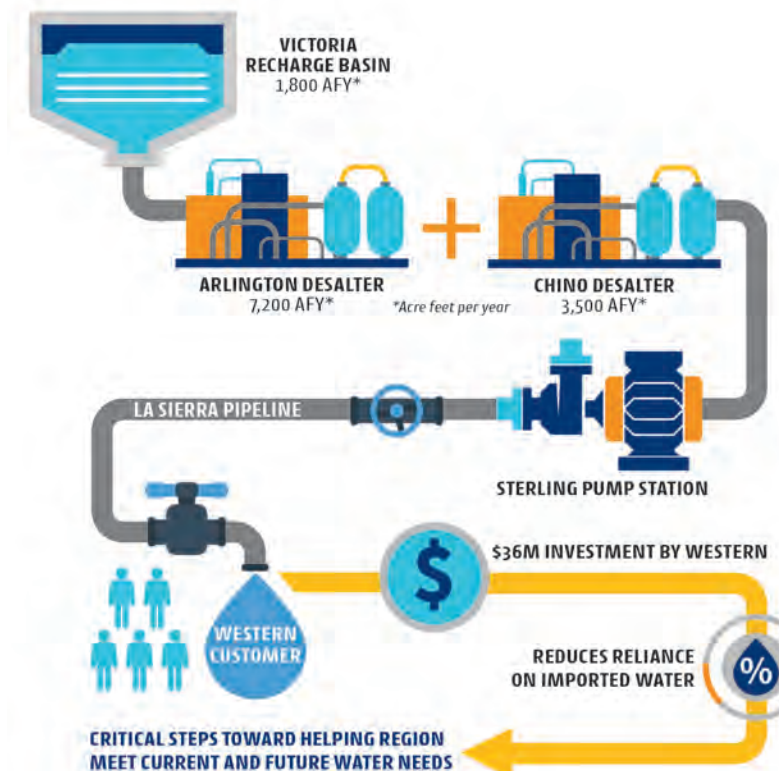 VICTORIA
RECHARGE BASIN
1,800 AFY*
ARLINGTON DESALTER
7,200 AFY*
*Acre feet per year
CHINO DESALTER
3,500 AFY*
LA SIERRA PIPELINE
STERLING PUMP STATION
$
$36M INVESTMENT BY WESTERN
WESTERN
CUSTOMER
REDUCES RELIANCE
ON IMPORTED WATER
%
CRITICAL STEPS TOWARD HELPING REGION
MEET CURRENT AND FUTURE WATER NEEDS